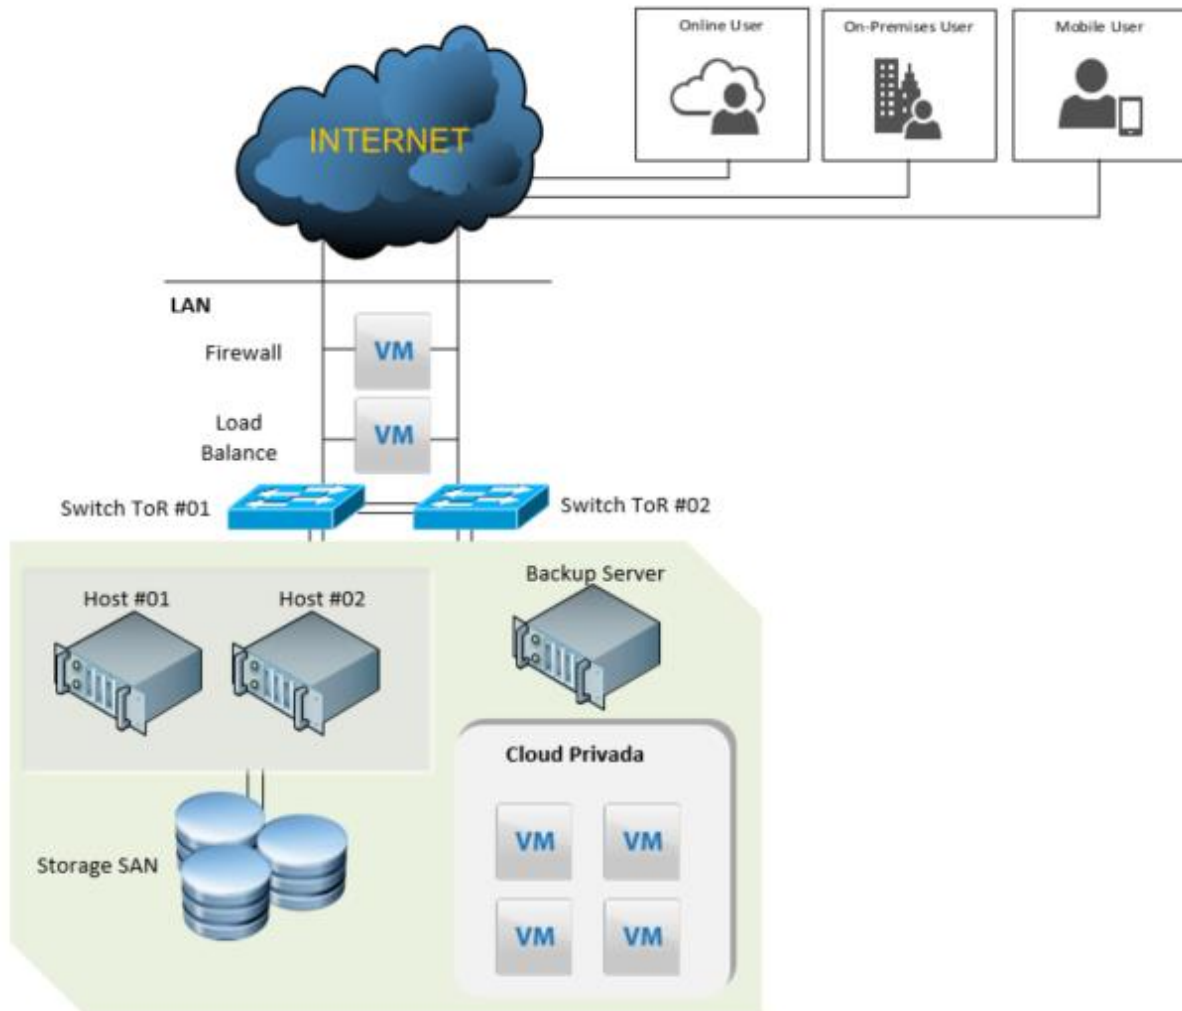 Online User
On-Premises User
Mobile User
INTERNET
LAN
Firewall
VM
Load
Balance
VM
Switch ToR #01
Switch ToR #02
Backup Server
Host #01
Host #02
Cloud Privada
VM
VM
Storage SAN
VM
VM